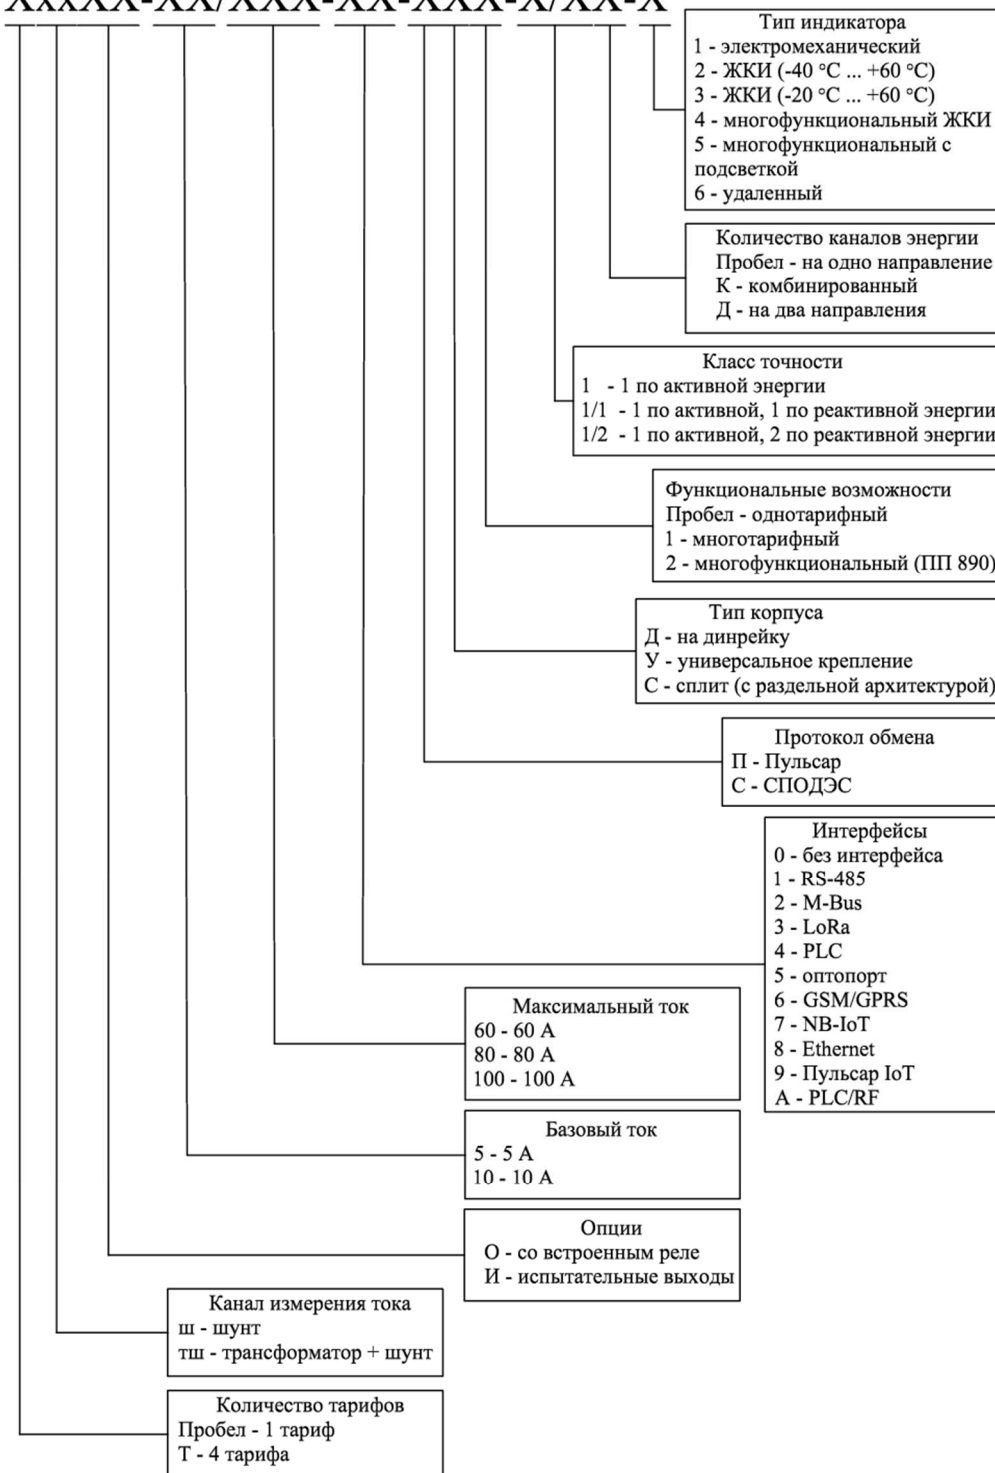 XxxXX-XX/XXX-XX-XXX-X/XX-X
Тип индикатора
1 - электромеханический
2 - ЖКИ (-40 °С ... +60 °С)
3 - ЖКИ (-20 °С ... +60 °С)
4 - многофункциональный ЖКИ
5 - многофункциональный с
подсветкой
6 - удаленный
Количество каналов энергии
Пробел - на одно направление
К - комбинированный
Д - на два направления
Класс точности
1 - 1 по активной энергии
1/1 - 1 по активной, 1 по реактивной энергии
1/2 - 1 по активной, 2 по реактивной энергии
Функциональные возможности
Пробел - однотарифный
1 - многотарифный
2 - многофункциональный (ПП 890)
Тип корпуса
Д - на динрейку
У - универсальное крепление
С - сплит (с раздельной архитектурой)
Протокол обмена
П - Пульсар
С - СПОДЭС
Интерфейсы
0 - без интерфейса
1 - RS-485
2 - M-Bus
3 - LoRa
4 - PLC
5 - оптопорт
6 - GSM/GPRS
7 - NB-IoT
8 - Ethernet
9 - Пульсар IoT
А - PLC/RF
Максимальный ток
60 - 60 А
80 - 80 А
100 - 100 А
Базовый ток
5 - 5 А
10 - 10 А
Опции
О - со встроенным реле
И - испытательные выходы
Канал измерения тока
ш - шунт
тш - трансформатор + шунт
Количество тарифов
Пробел - 1 тариф
Т - 4 тарифа